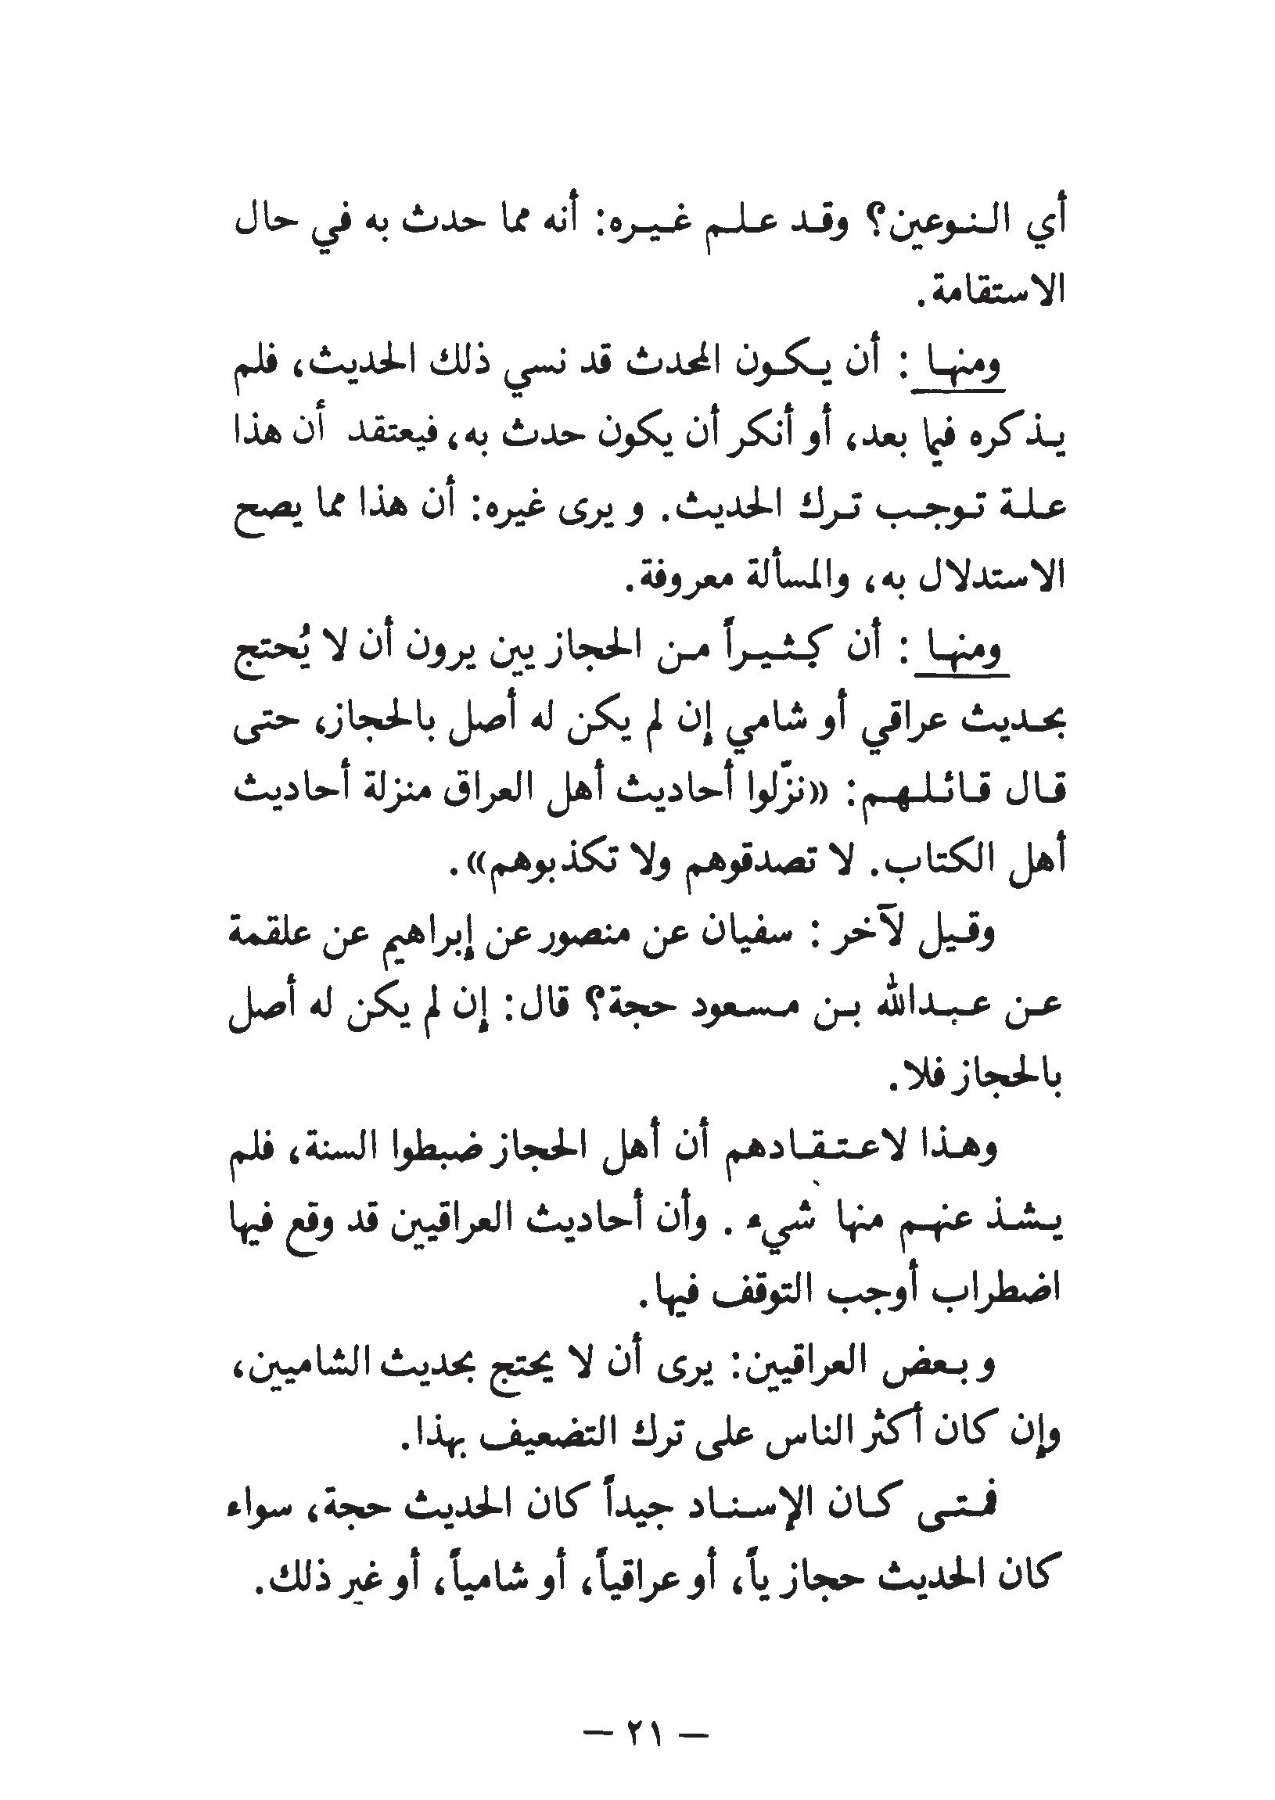 أي النوعين؟ وقد علم غيره: أنه مما حدث به في حال
الاستقامة.
ومنها : أن يكون المحدث قد نسي ذلك الحديث، فلم
يذكره فيما بعد، أو أنكر أن يكون حدث به، فيعتقد أن هذا
علة توجب ترك الحديث. و يرى غيره: أن هذا مما يصح
الاستدلال به، والمسألة معروفة.
ومنها : أن كثيراً من الحجازيين يرون أن لا يُحتج
بحديث عراقي أو شامي إن لم يكن له أصل بالحجاز، حتى
قال قائلهم: «نزّلوا أحاديث أهل العراق منزلة أحاديث
أهل الكتاب. لا تصدقوهم ولا تكذبوهم».
وقيل لآخر : سفيان عن منصور عن إبراهيم عن علقمة
عن عبدالله بن مسعود حجة؟ قال: إن لم يكن له أصل
بالحجاز فلا.
وهذا لاعتقادهم أن أهل الحجاز ضبطوا السنة، فلم
يشذ عنهم منها شيء . وأن أحاديث العراقيين قد وقع فيها
اضطراب أوجب التوقف فيها.
و بعض العراقيين: يرى أن لا يحتج بحديث الشاميين،
وإن كان أكثر الناس على ترك التضعيف بهذا.
فمتى كان الإسناد جيداً كان الحديث حجة، سواء
كان الحديث حجازياً، أو عراقياً، أو شامياً، أو غير ذلك.
— ٢١ —